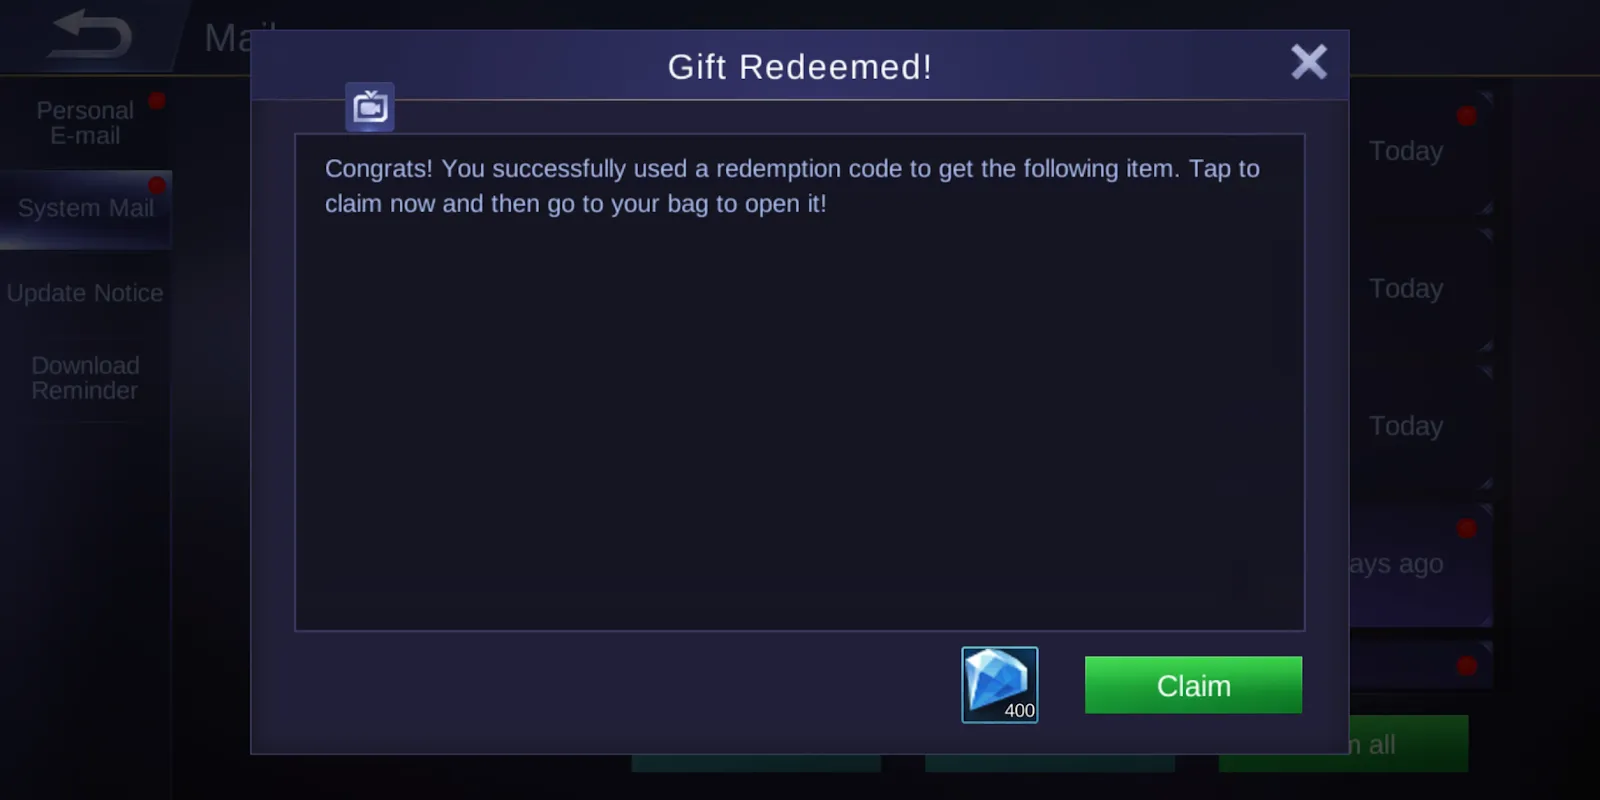 Gift Redeemed!
Personal
E-mail
System Mail
Update Notice
Download
Reminder
Congrats! You successfully used a redemption code to get the following item. Tap to
claim now and then go to your bag to open it!
Today
Today
Today
ago
400
Claim
all